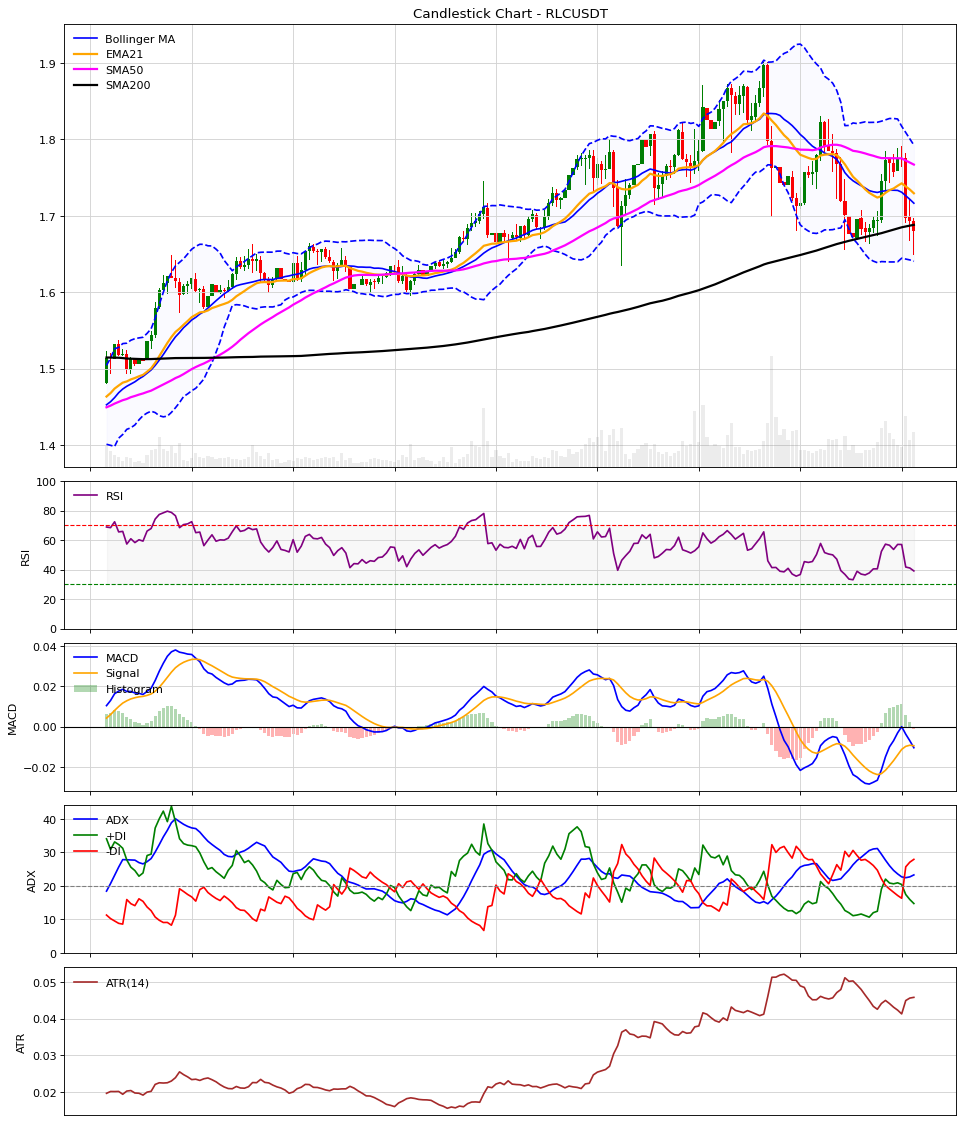 Candlestick Chart - RLCUSDT
Bollinger MA
EMA21
SMA50
SMA200
1.9
1.8
1.7
1.6
1.5
1.4
100
80
60
40
20
0
RSI
RSI
0.04
0.02
0.00
−0.02
MACD
MACD
Signal
Histogram
40
30
20
10
0
ADX
ADX
+DI
-DI
0.05
0.04
0.03
0.02
ATR
ATR(14)